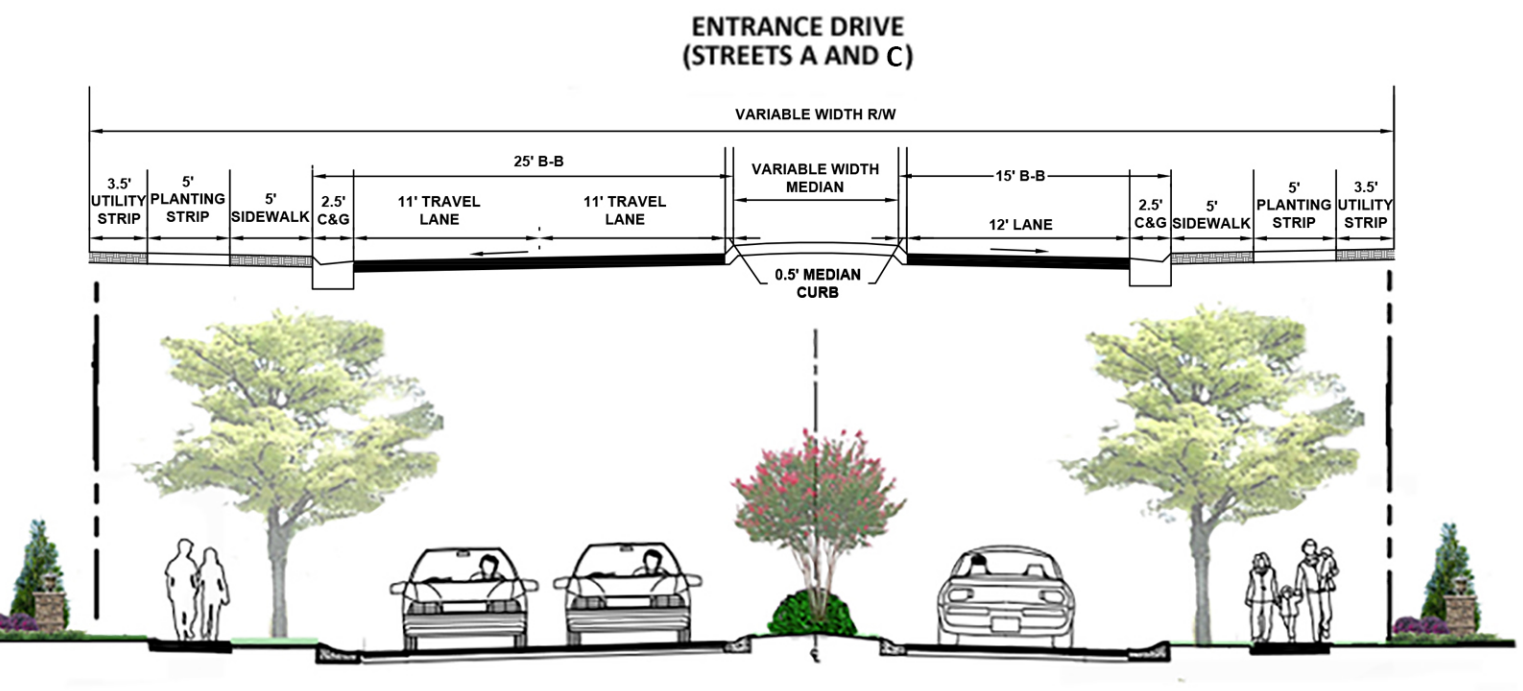 ENTRANCE DRIVE
(STREETS A AND C)
VARIABLE WIDTH R/W
25' B-B
VARIABLE WIDTH
MEDIAN
15' B-B
3.5'
UTILITY
STRIP
5'
PLANTING
STRIP
5'
SIDEWALK
2.5'
C&G
11' TRAVEL
LANE
11' TRAVEL
LANE
12' LANE
2.5'
C&G
5'
SIDEWALK
5'
PLANTING
STRIP
3.5'
UTILITY
STRIP
0.5' MEDIAN
CURB